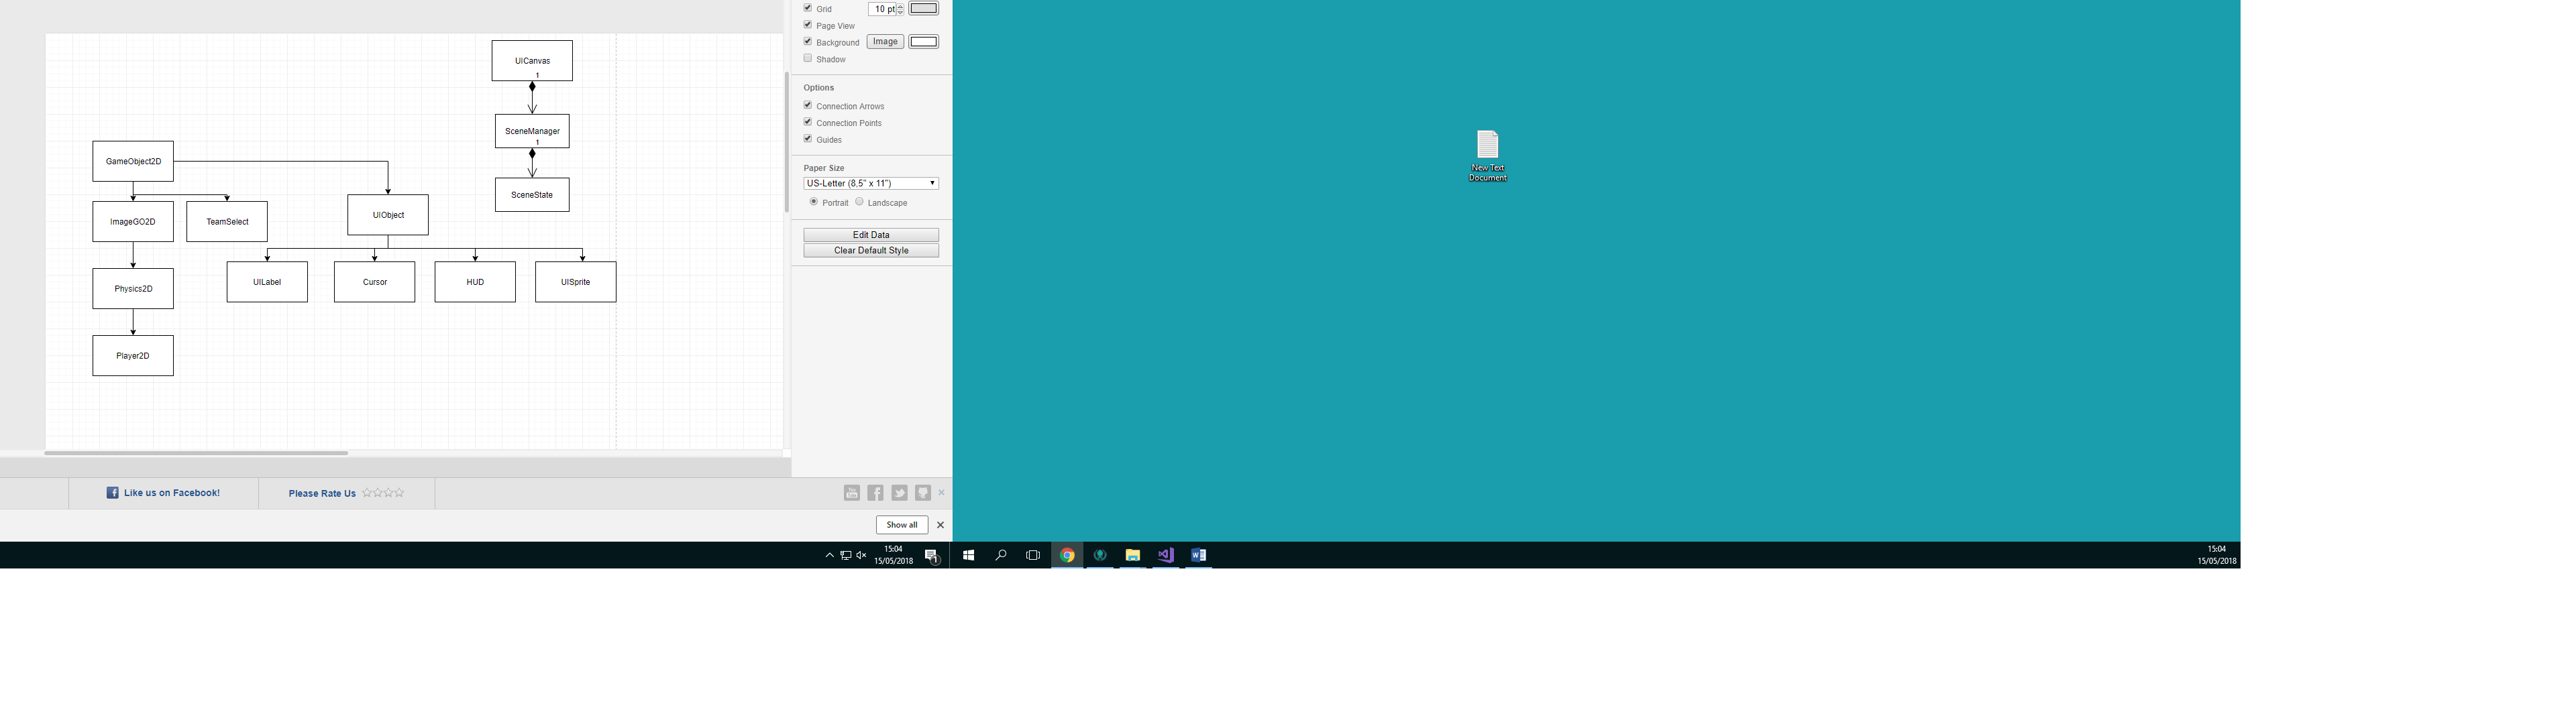 UICanvas
1
SceneManager
1
SceneState
GameObject2D
ImageGO2D
TeamSelect
UIObject
UILabel
Cursor
HUD
UISprite
Physics2D
Player2D
Grid
10 pt
Page View
Background
Image
Shadow
Options
Connection Arrows
Connection Points
Guides
Paper Size
US-Letter (8,5" x 11")
Portrait
Landscape
Edit Data
Clear Default Style
New Text
Document
Like us on Facebook!
Please Rate Us
Show all
15:04
15/05/2018
1
15:04
15/05/2018